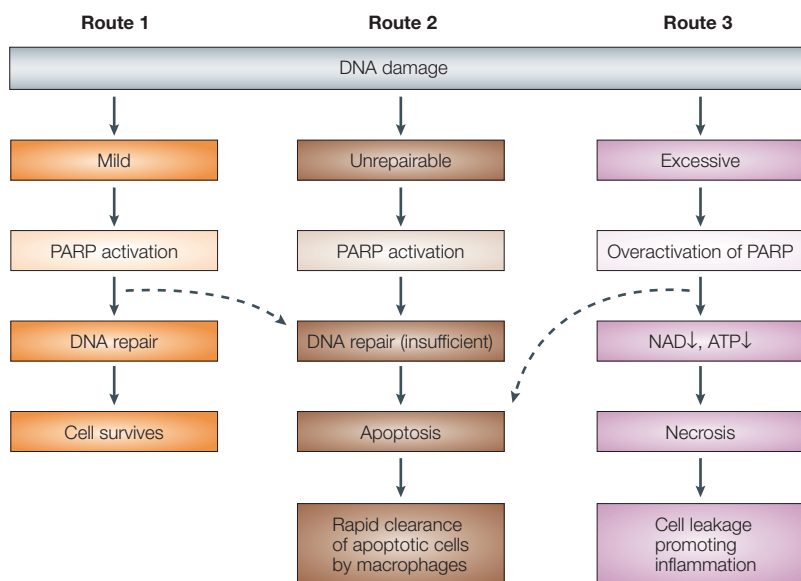 Route 1
Route 2
Route 3
DNA damage
Mild
Unrepairable
Excessive
PARP activation
PARP activation
Overactivation of PARP
DNA repair
DNA repair (insufficient)
NAD↓, ATP↓
Cell survives
Apoptosis
Necrosis
Rapid clearance
of apoptotic cells
by macrophages
Cell leakage
promoting
inflammation